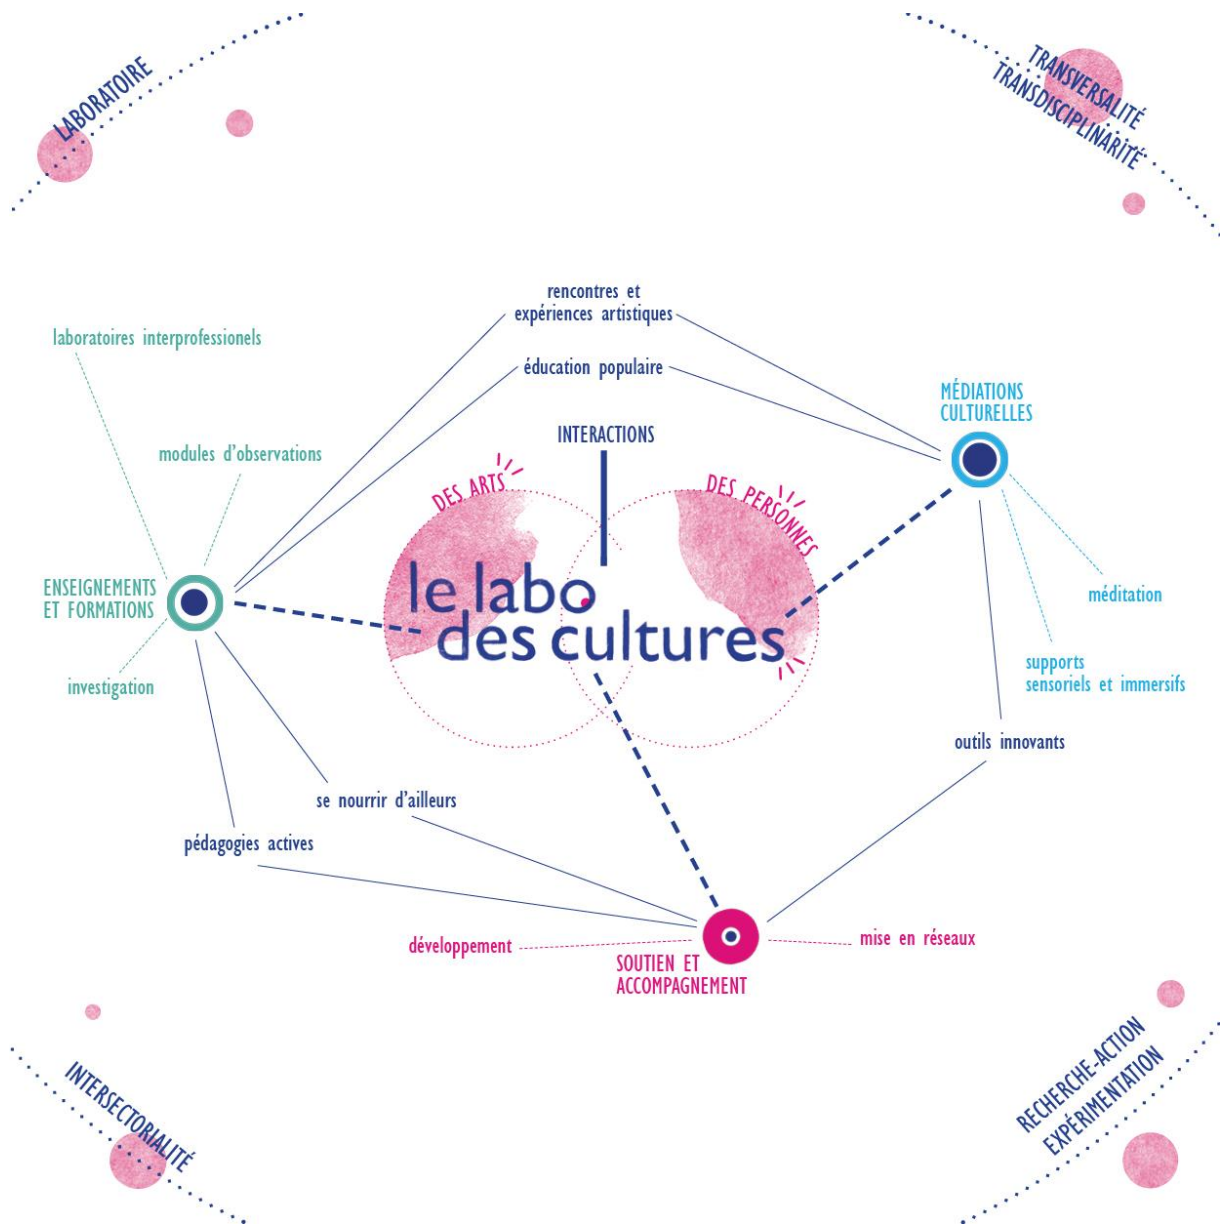 LABORATOIRE
TRANSVERSALITÉ
TRANSDISCIPLINARITÉ
rencontres et
expériences artistiques
laboratoires interprofessionels
éducation populaire
MÉDIATIONS
CULTURELLES
INTERACTIONS
modules d'observations
DES ARTS
DES PERSONNES
le labo
des cultures
ENSEIGNEMENTS
ET FORMATIONS
méditation
investigation
supports
sensoriels et immersifs
outils innovants
se nourrir d'ailleurs
pédagogies actives
développement
mise en réseaux
SOUTIEN ET
ACCOMPAGNEMENT
INTERSECTORIALITÉ
RECHERCHE-ACTION
EXPÉRIMENTATION